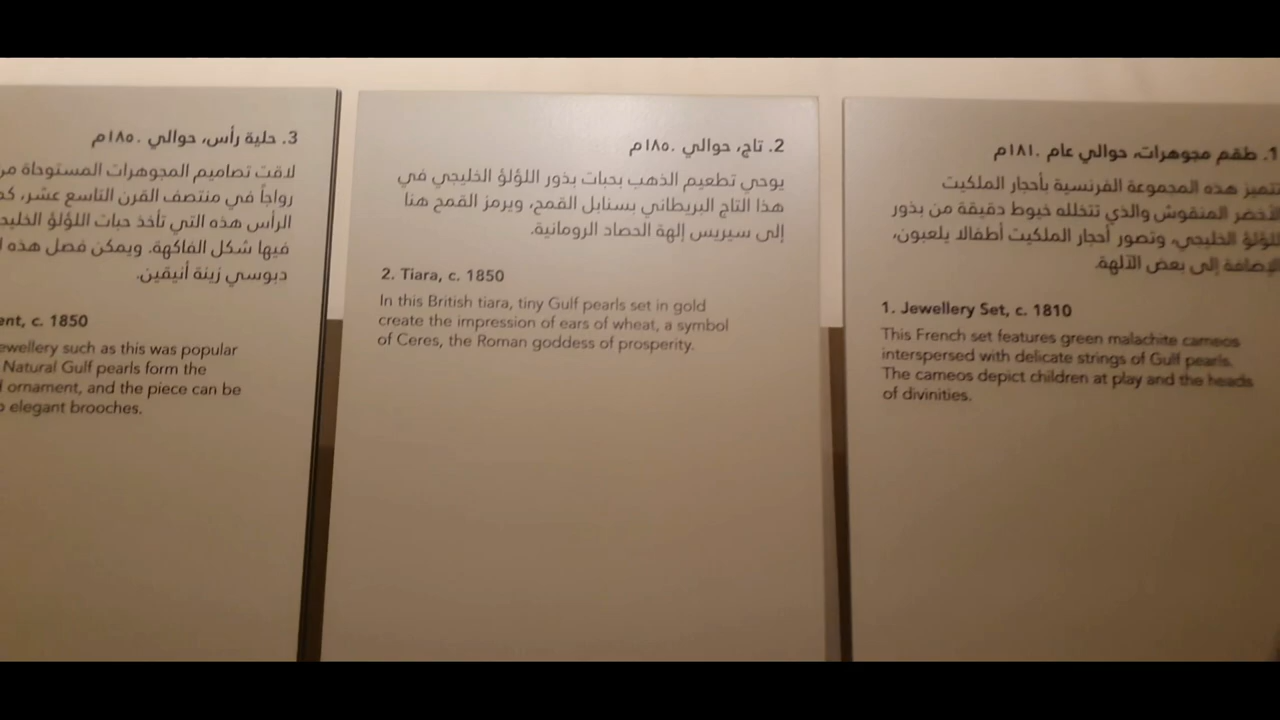 3. حلية رأس، حوالي ١٨٥٠م
لاقت تصاميم المجوهرات المستوحاة من
رواجاً في منتصف القرن التاسع عشر،
الرأس هذه التي تأخذ حبات اللؤلؤ
فيها شكل الفاكهة. ويمكن فصل هذه
دبوسي زينة أنيقين.
c. 1850
such as this was popular
Natural Gulf pearls form the
ornament, and the piece can be
elegant brooches.
2. تاج، حوالي ١٨٥٠م
يوحي تطعيم الذهب بحبات بذور اللؤلؤ الخليجي في
هذا التاج البريطاني بسنابل القمح، ويرمز القمح هنا
إلى سيريس إلهة الحصاد الرومانية.
2. Tiara, c. 1850
In this British tiara, tiny Gulf pearls set in gold
create the impression of ears of wheat, a symbol
of Ceres, the Roman goddess of prosperity.
1. طقم مجوهرات، حوالي عام ١٨١٠م
تتميز هذه المجموعة الفرنسية بأحجار الملكيت
الأخضر المنقوش والذي تتخلله خيوط دقيقة من بذور
اللؤلؤ الخليجي، وتصور أحجار الملكيت أطفالا يلعبون،
بالإضافة إلى بعض الآلهة.
1. Jewellery Set, c. 1810
This French set features green malachite cameos
interspersed with delicate strings of Gulf pearls.
The cameos depict children at play and the heads
of divinities.